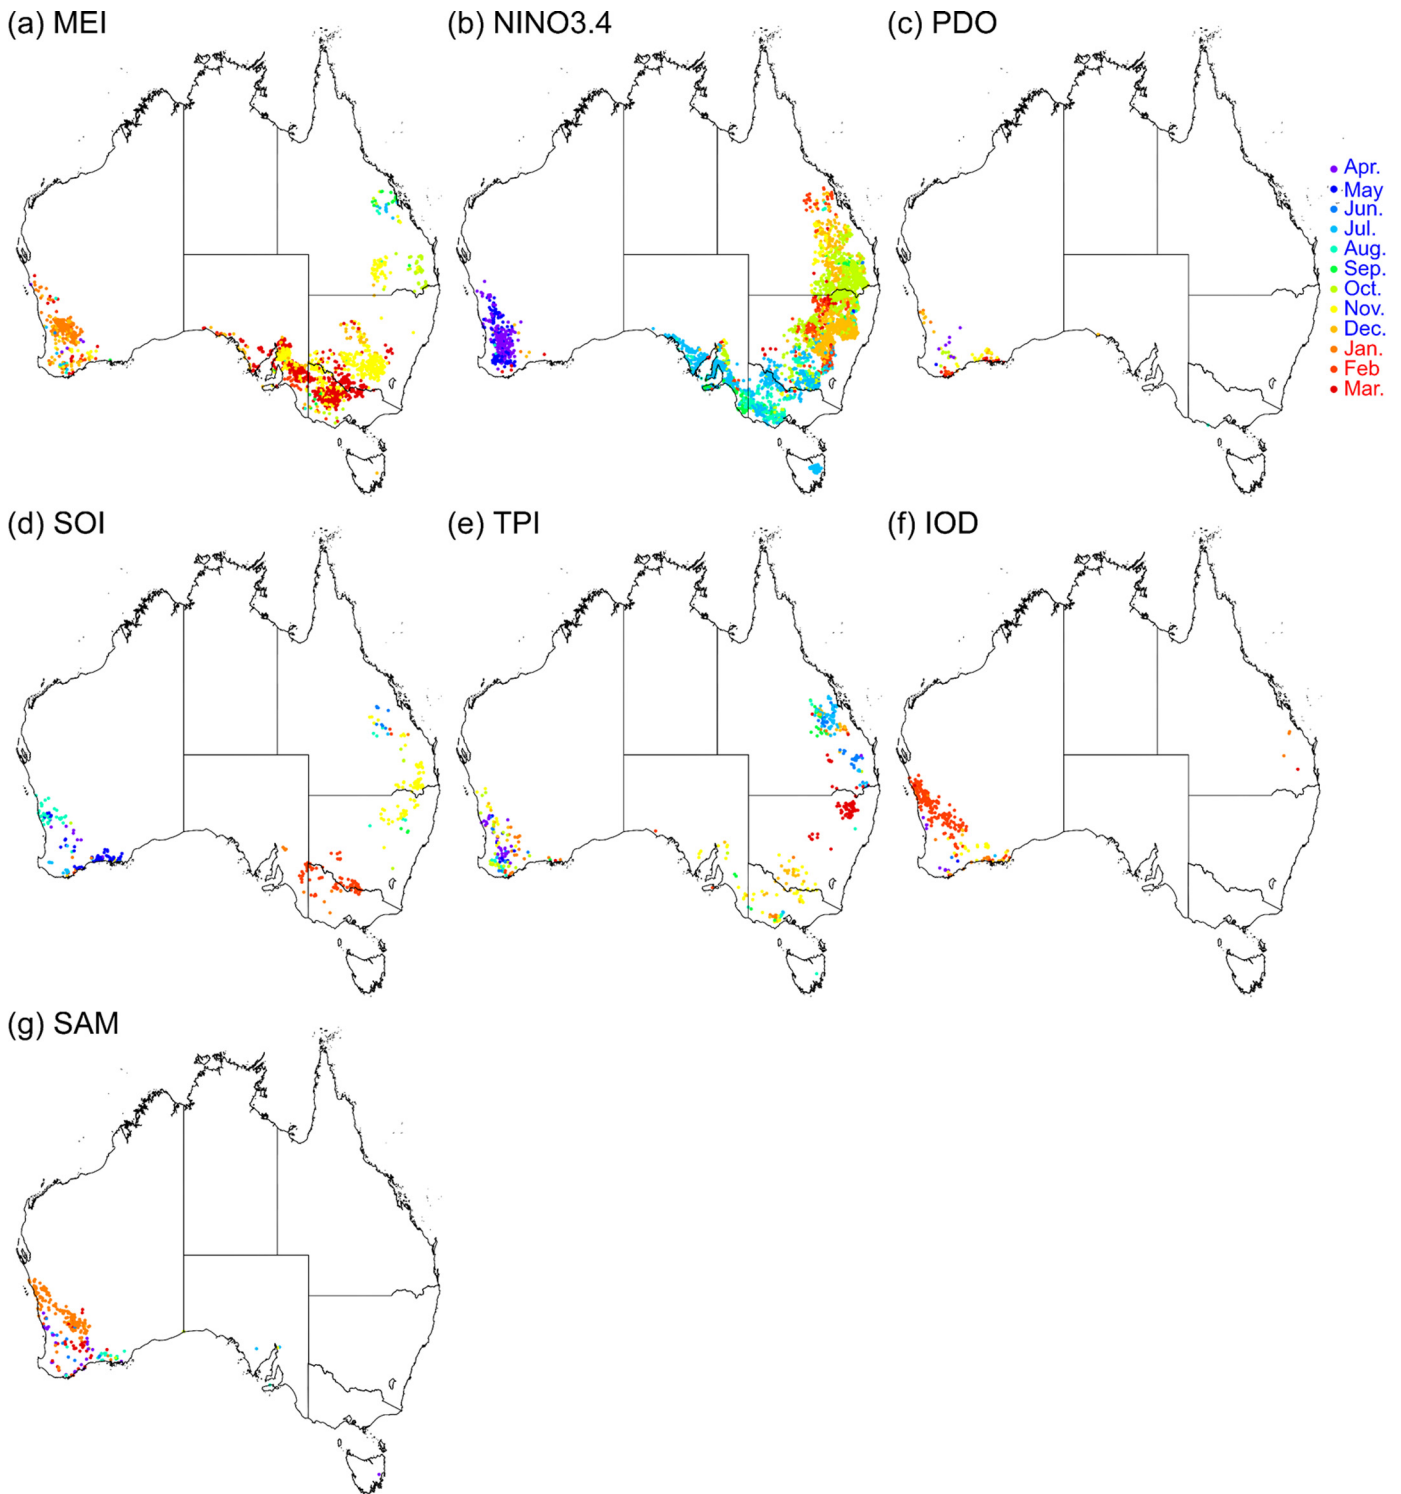 (a) MEI
(b) NINO3.4
(c) PDO
Apr.
May
Jun.
Jul.
Aug.
Sep.
Oct.
Nov.
Dec.
Jan.
Feb
Mar.
(d) SOI
(e) TPI
(f) IOD
(g) SAM